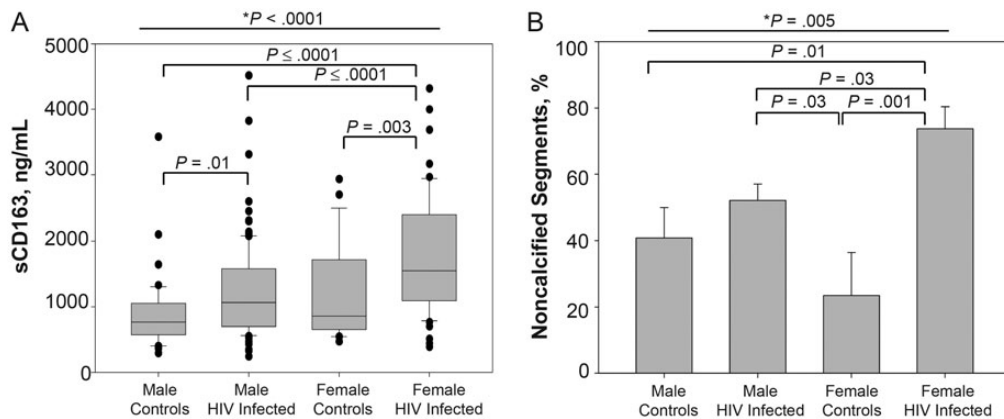 A
*P < .0001
P ≤ .0001
P ≤ .0001
P = .003
P = .01
sCD163, ng/mL
5000
4000
3000
2000
1000
0
Male
Controls
Male
HIV Infected
Female
Controls
Female
HIV Infected
B
*P = .005
P = .01
P = .03
P = .03
P = .001
Noncalcified Segments, %
100
80
60
40
20
0
Male
Controls
Male
HIV Infected
Female
Controls
Female
HIV Infected